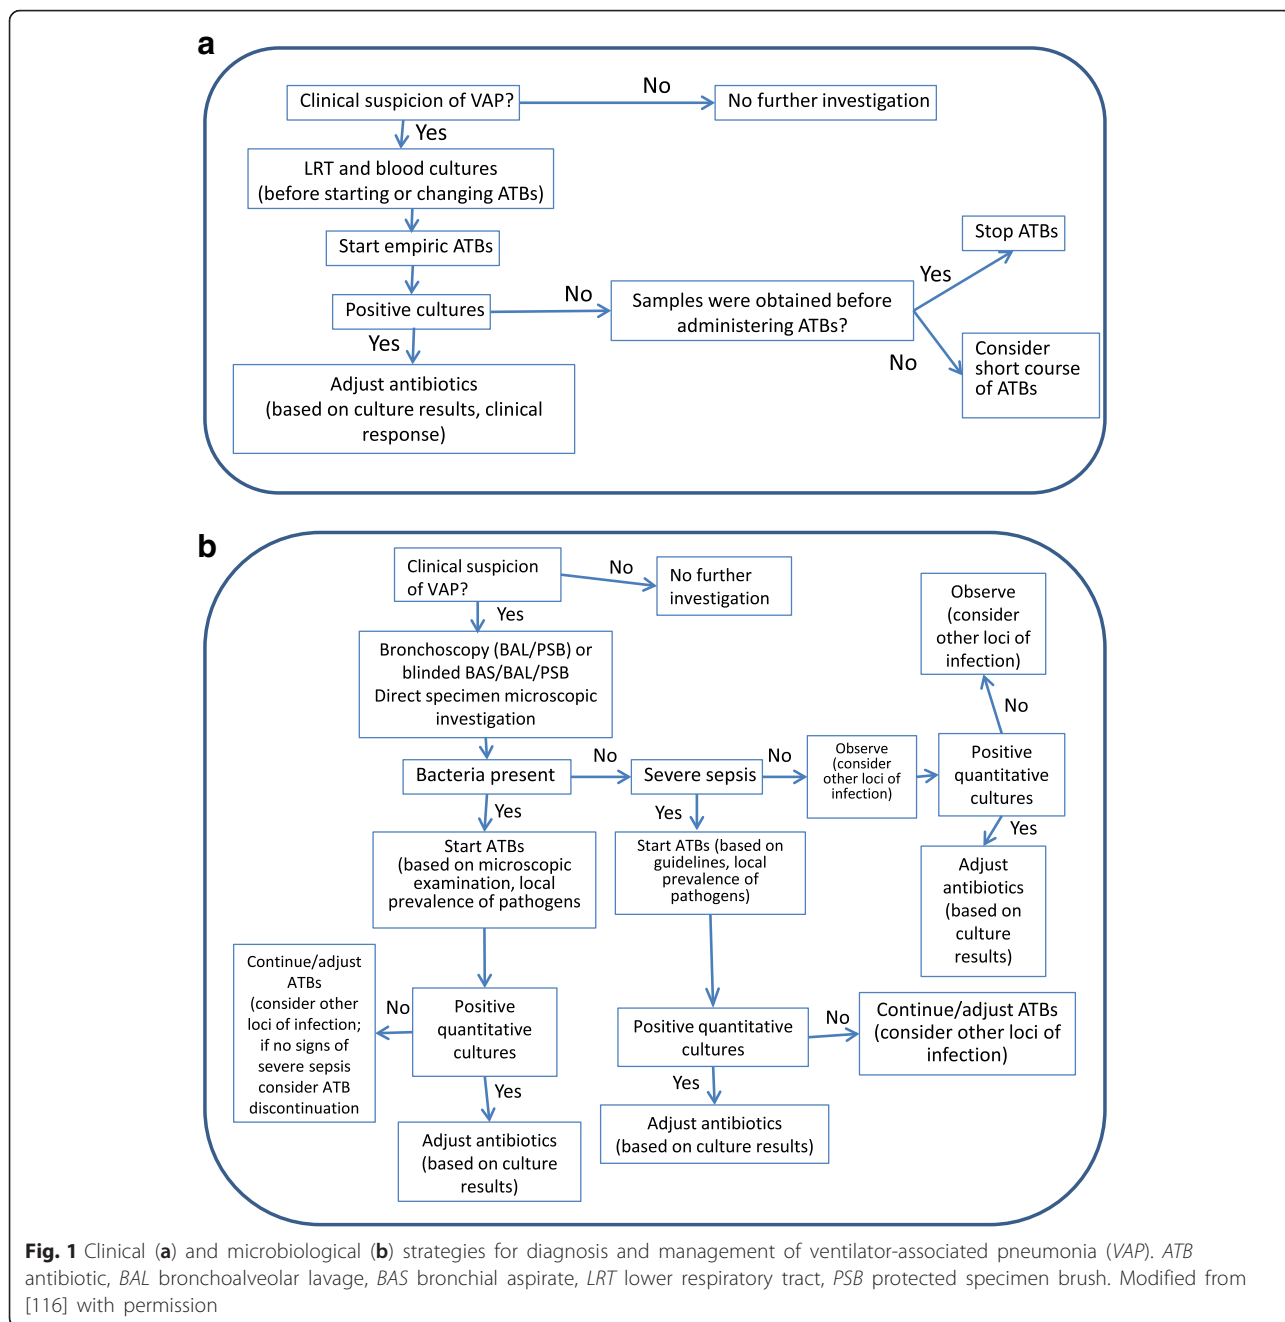 a
Clinical suspicion of VAP?
No
No further investigation
Yes
LRT and blood cultures
(before starting or changing ATBs)
Start empiric ATBs
Positive cultures
No
Samples were obtained before
administering ATBs?
Yes
Stop ATBs
No
Consider
short course
of ATBs
Yes
Adjust antibiotics
(based on culture results, clinical
response)
b
Clinical suspicion
of VAP?
No
No further
investigation
Yes
Bronchoscopy (BAL/PSB) or
blinded BAS/BAL/PSB
Direct specimen microscopic
investigation
Bacteria present
No
Severe sepsis
No
Observe
(consider
other loci of
infection)
Positive
quantitative
cultures
No
Observe
(consider
other loci of
infection)
Yes
Adjust
antibiotics
(based on
culture
results)
Yes
Start ATBs
(based on microscopic
examination, local
prevalence of pathogens
Yes
Start ATBs (based on
guidelines, local
prevalence of
pathogens)
Positive
quantitative
cultures
No
Continue/adjust
ATBs
(consider other
loci of infection;
if no signs of
severe sepsis
consider ATB
discontinuation
Yes
Adjust antibiotics
(based on culture
results)
Positive quantitative
cultures
No
Continue/adjust ATBs
(consider other loci of
infection)
Yes
Adjust antibiotics
(based on culture results)
Fig. 1 Clinical (a) and microbiological (b) strategies for diagnosis and management of ventilator-associated pneumonia (VAP). ATB
antibiotic, BAL bronchoalveolar lavage, BAS bronchial aspirate, LRT lower respiratory tract, PSB protected specimen brush. Modified from
[116] with permission